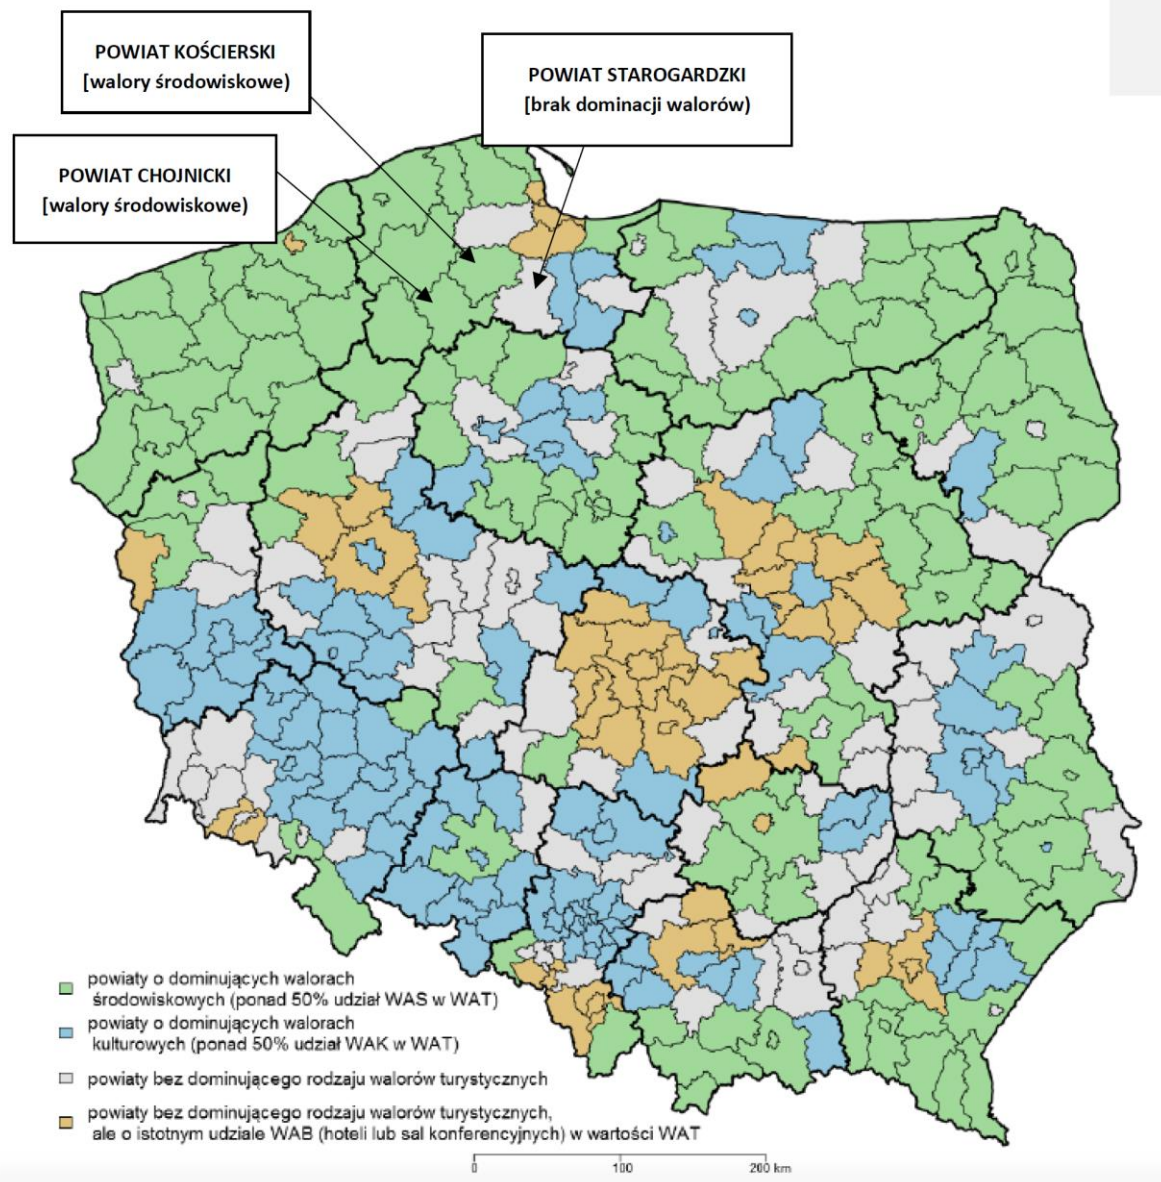 POWIAT KOŚCIERSKI
[walory środowiskowe)
POWIAT STAROGARDZKI
[brak dominacji walorów)
POWIAT CHOJNICKI
[walory środowiskowe)
powiaty o dominujących walorach
środowiskowych (ponad 50% udział WAS w WAT)
powiaty o dominujących walorach
kulturowych (ponad 50% udział WAK w WAT)
powiaty bez dominującego rodzaju walorów turystycznych
powiaty bez dominującego rodzaju walorów turystycznych,
ale o istotnym udziale WAB (hoteli lub sal konferencyjnych) w wartości WAT
0 100 200 km